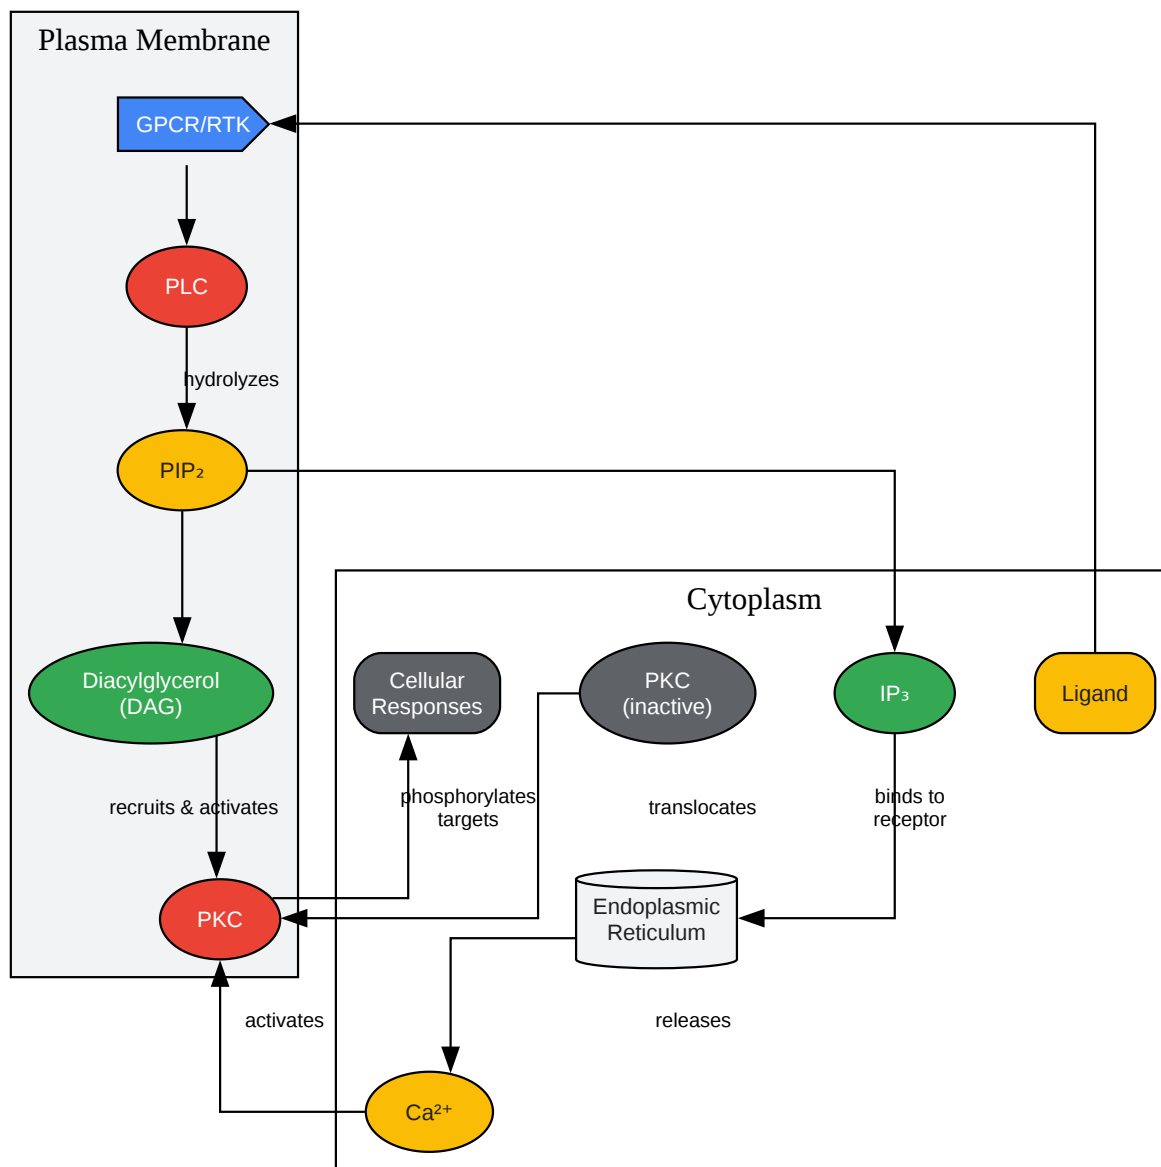 Plasma Membrane
GPCR/RTK
PLC
hydrolyzes
PIP₂
Cytoplasm
Diacylglycerol
(DAG)
Cellular
Responses
PKC
(inactive)
IP₃
Ligand
recruits & activates
phosphorylates
targets
translocates
binds to
receptor
PKC
Endoplasmic
Reticulum
activates
releases
Ca²⁺